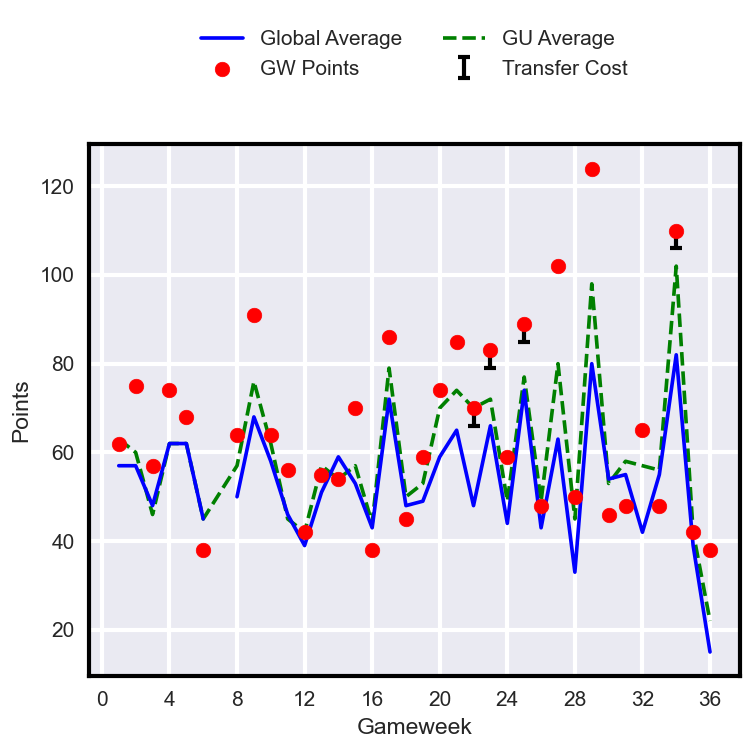 Global Average
GU Average
GW Points
Transfer Cost
120
100
80
60
40
20
Points
0 4 8 12 16 20 24 28 32 36
Gameweek